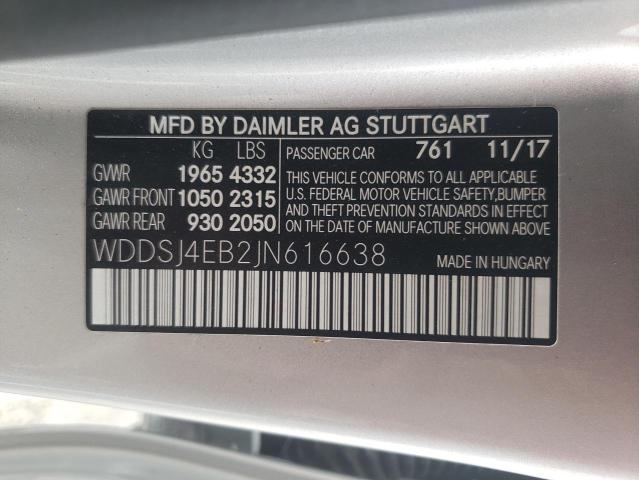 MFD BY DAIMLER AG STUTTGART
KG LBS
GVWR 1965 4332
GAWR FRONT 1050 2315
GAWR REAR 930 2050
PASSENGER CAR 761 11/17
THIS VEHICLE CONFORMS TO ALL APPLICABLE
U.S. FEDERAL MOTOR VEHICLE SAFETY,BUMPER
AND THEFT PREVENTION STANDARDS IN EFFECT
ON THE DATE OF MANUFACTURE SHOWN ABOVE
WDDSJ4EB2JN616638 MADE IN HUNGARY